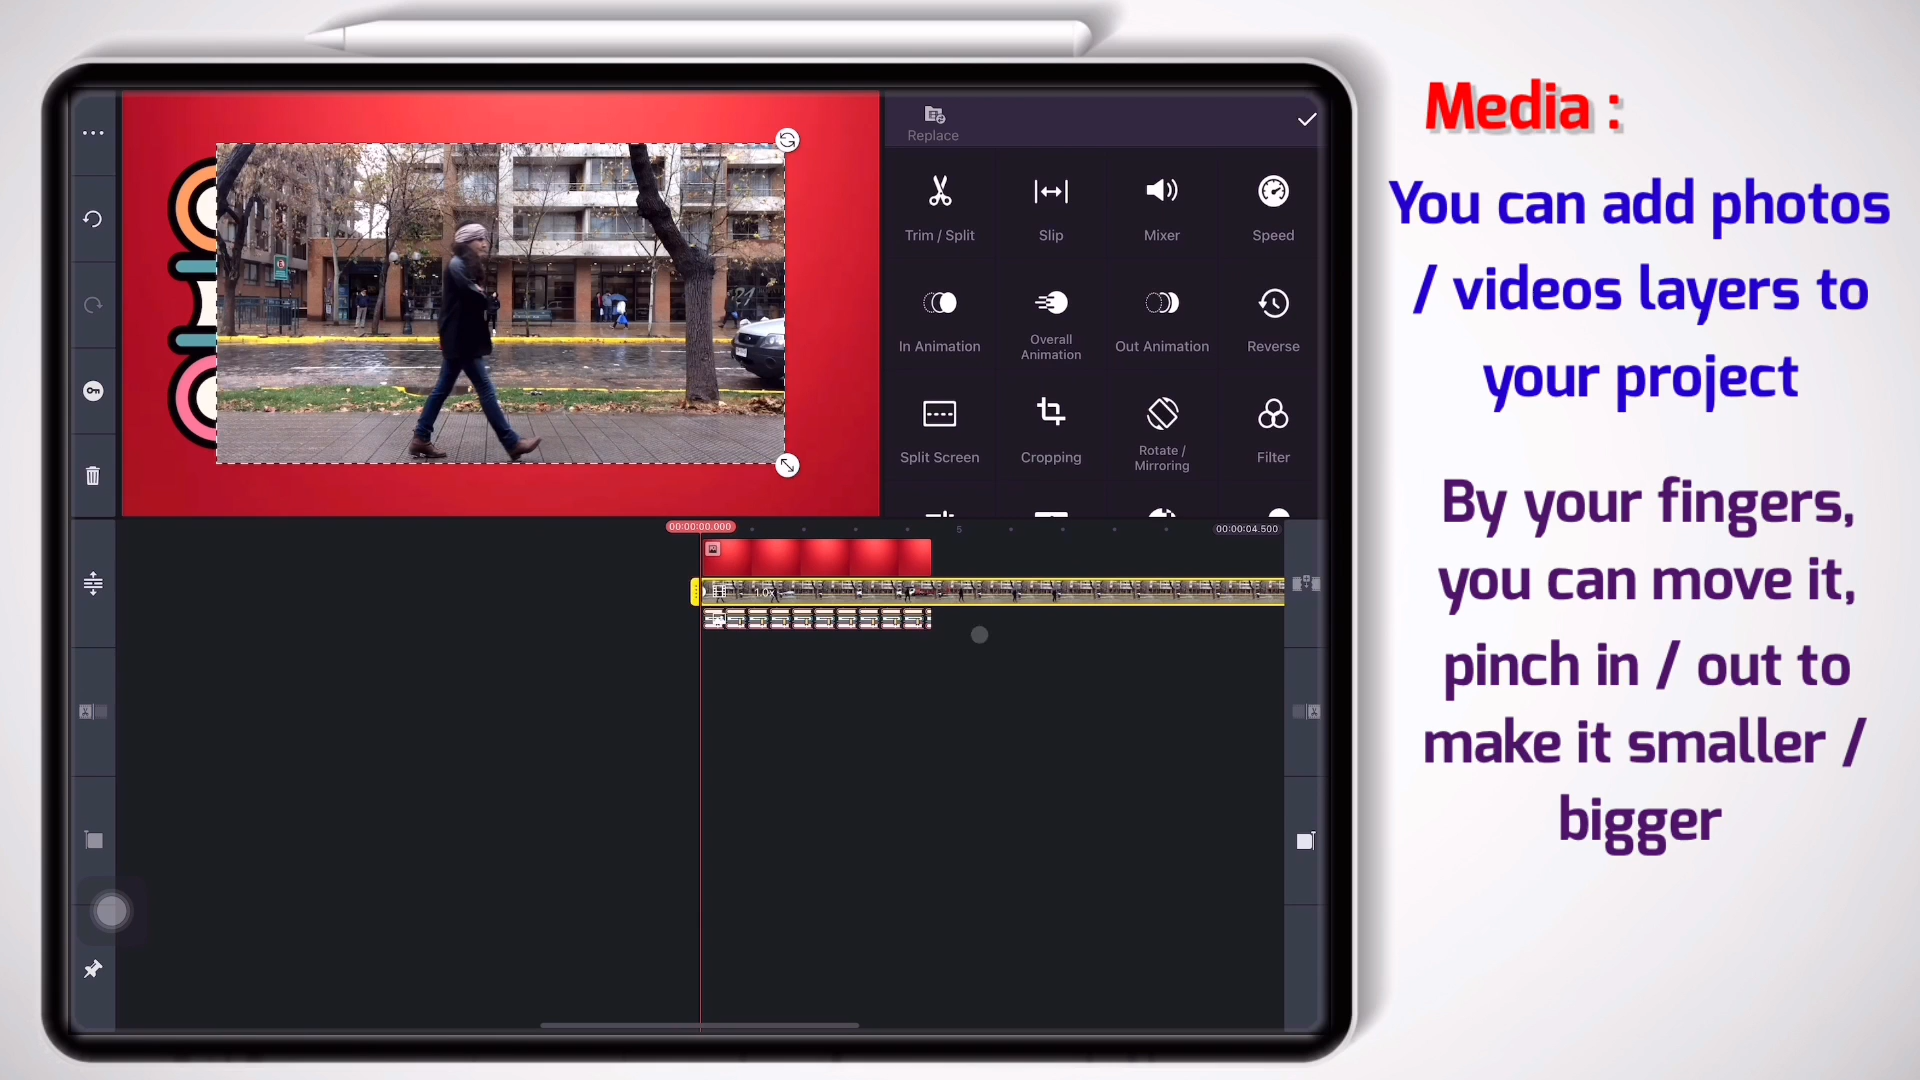 Media :
You can add photos
/ videos layers to
your project
By your fingers,
you can move it,
pinch in / out to
make it smaller /
bigger
Replace
Trim / Split
Slip
Mixer
Speed
In Animation
Overall
Animation
Out Animation
Reverse
Split Screen
Cropping
Rotate /
Mirroring
Filter
00:00:00.000
5
00:00:04.500
1.0x